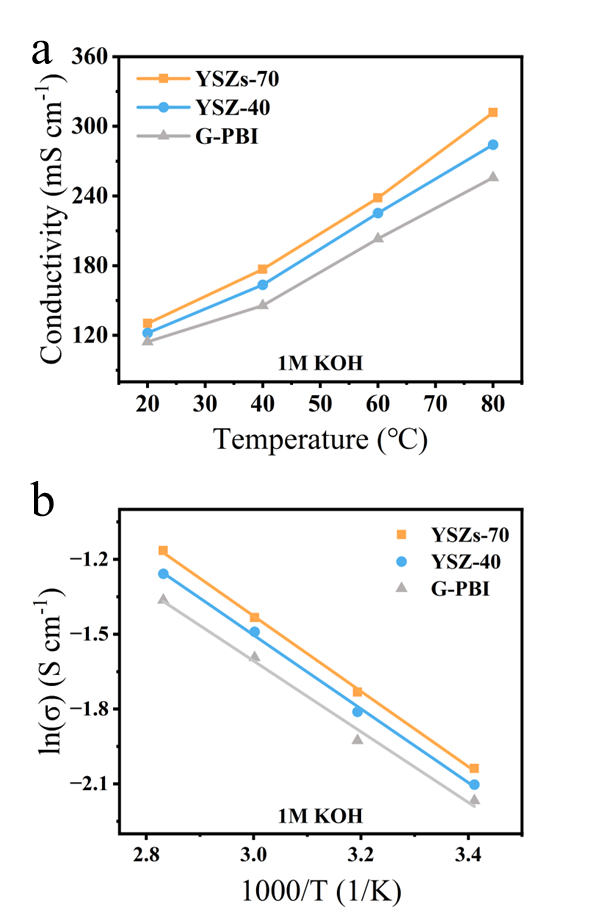 a
360
300
240
180
120
Conductivity (mS cm⁻¹)
YSZs-70
YSZ-40
G-PBI
1M KOH
20 30 40 50 60 70 80
Temperature (℃)
b
−1.2
−1.5
−1.8
−2.1
ln(σ) (S cm⁻¹)
YSZs-70
YSZ-40
G-PBI
1M KOH
2.8 3.0 3.2 3.4
1000/T (1/K)